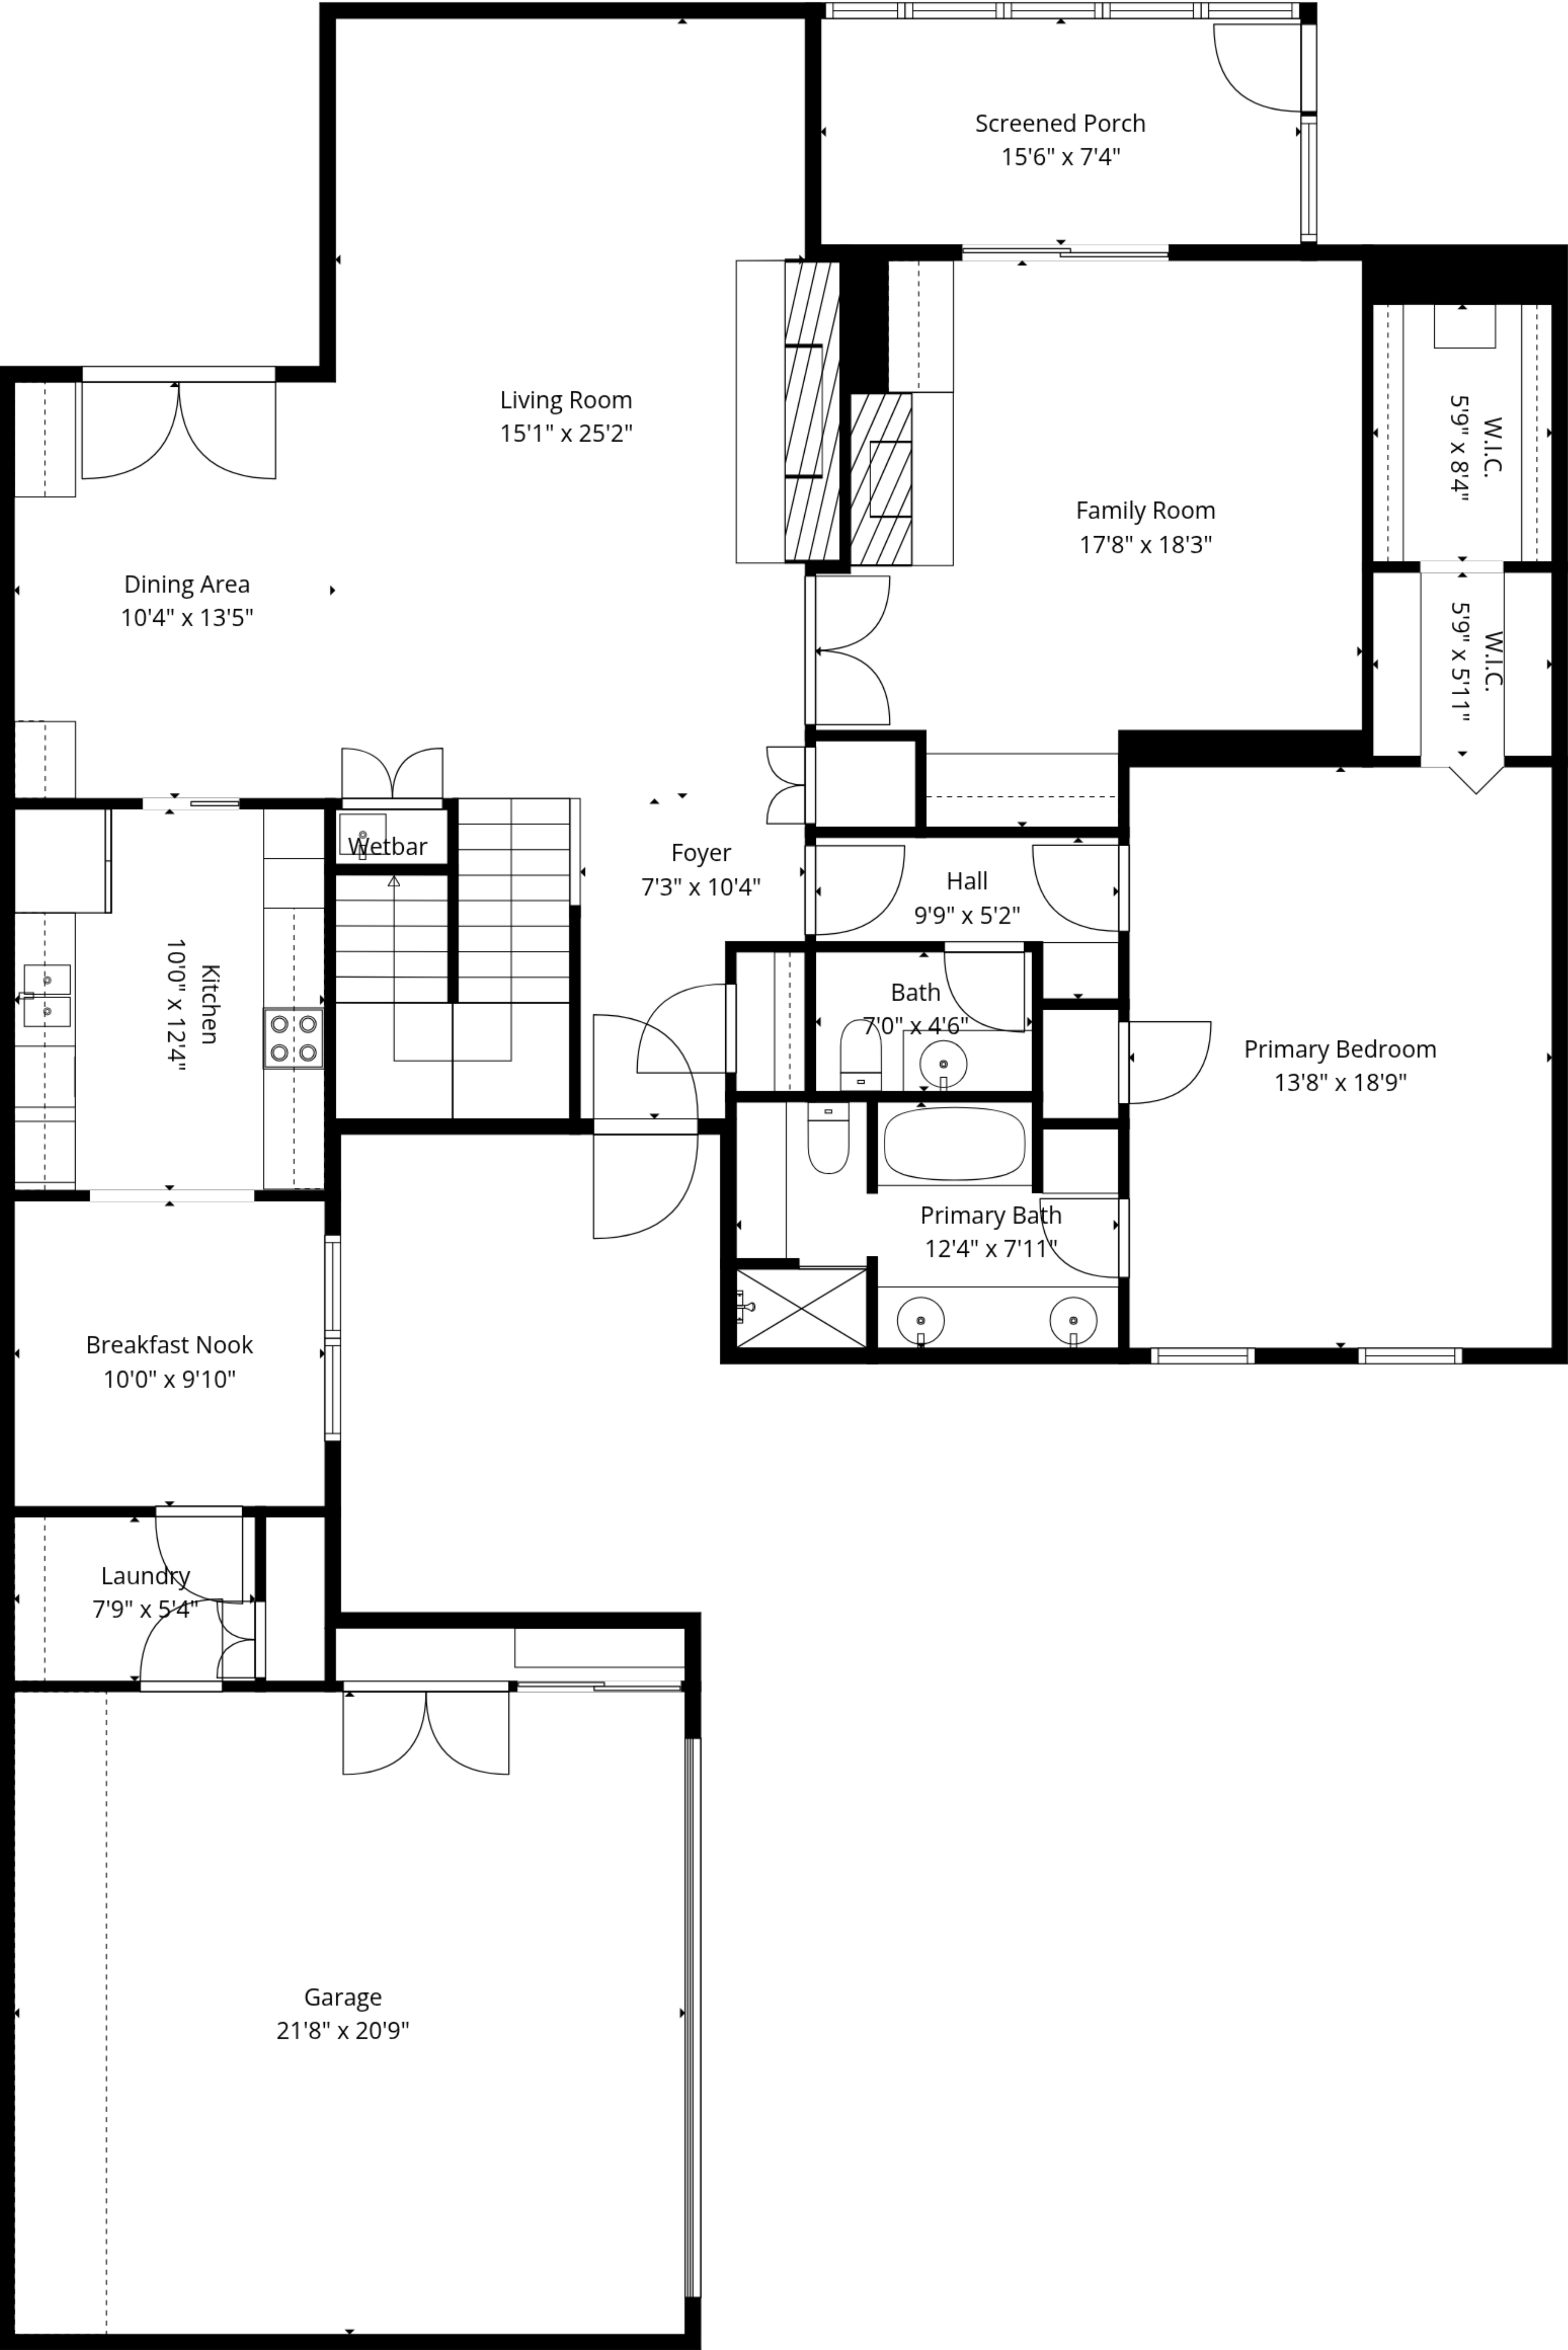 Screened Porch
15'6" x 7'4"
Living Room
15'1" x 25'2"
W.I.C.
5'9" x 8'4"
Family Room
17'8" x 18'3"
Dining Area
10'4" x 13'5"
W.I.C.
5'9" x 5'11"
Wetbar
Foyer
7'3" x 10'4"
Hall
9'9" x 5'2"
Kitchen
10'0" x 12'4"
Bath
7'0" x 4'6"
Primary Bedroom
13'8" x 18'9"
Primary Bath
12'4" x 7'11"
Breakfast Nook
10'0" x 9'10"
Laundry
7'9" x 5'4"
Garage
21'8" x 20'9"